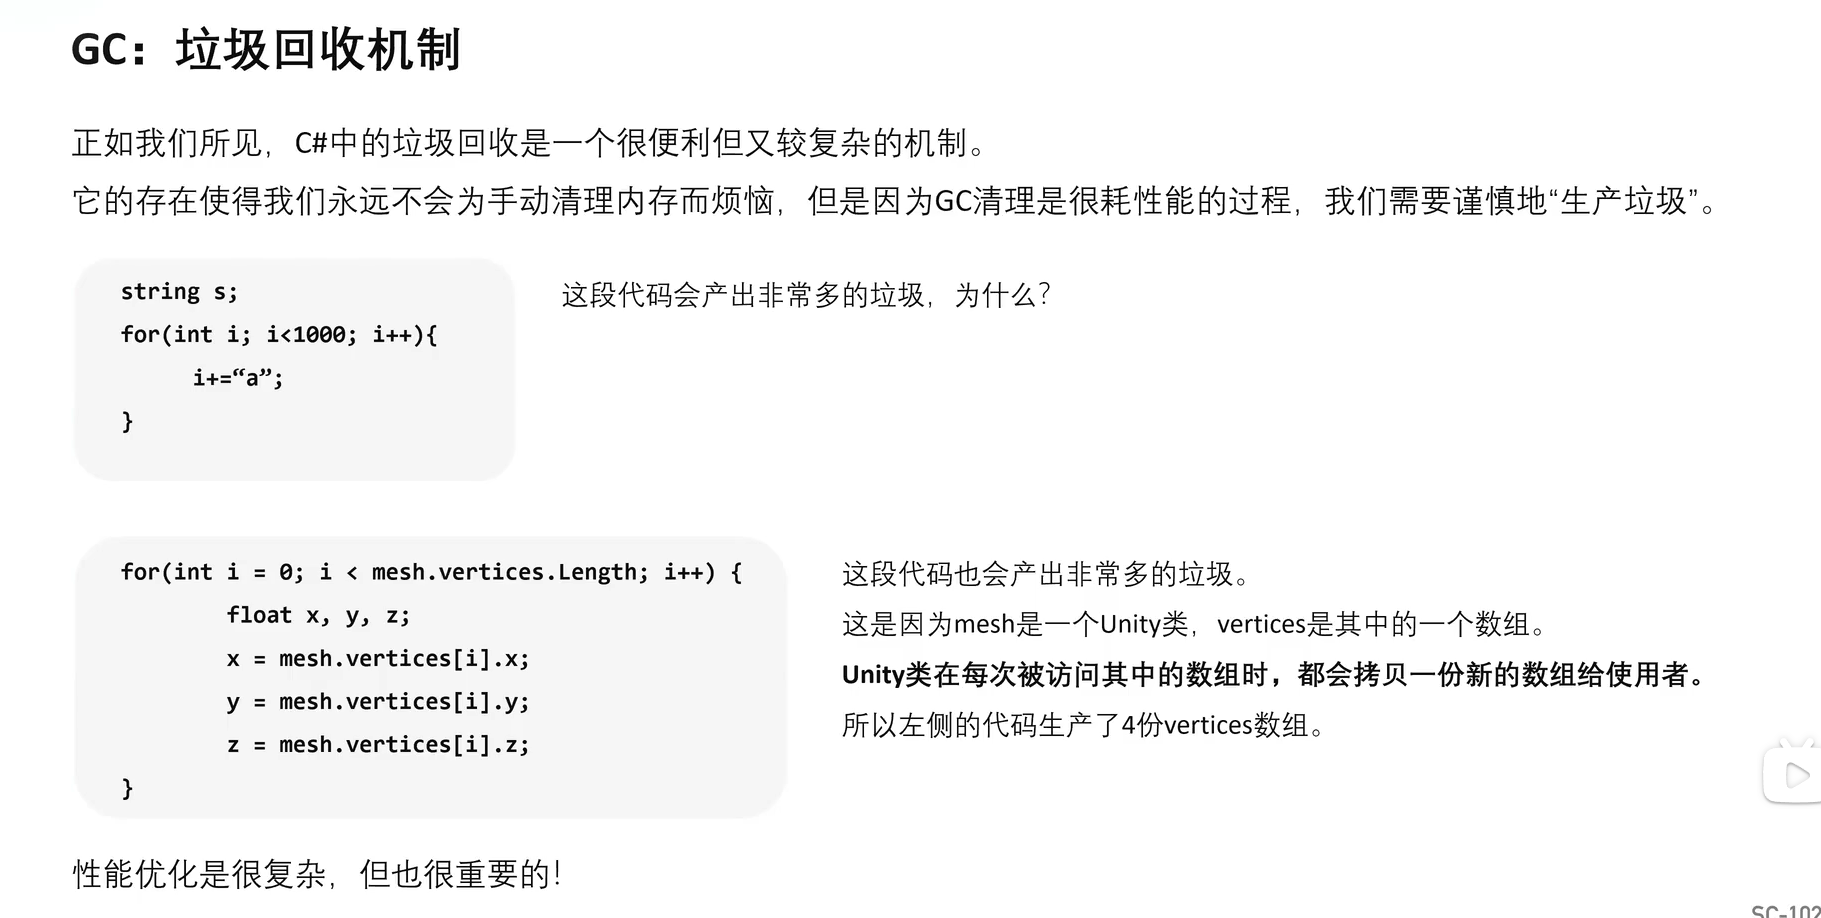 GC：垃圾回收机制
正如我们所见，C#中的垃圾回收是一个很便利但又较复杂的机制。
它的存在使得我们永远不会为手动清理内存而烦恼，但是因为GC清理是很耗性能的过程，我们需要谨慎地“生产垃圾”。
string s;
for(int i; i<1000; i++){
i+=“a”;
}
这段代码会产出非常多的垃圾，为什么？
for(int i = 0; i < mesh.vertices.Length; i++) {
float x, y, z;
x = mesh.vertices[i].x;
y = mesh.vertices[i].y;
z = mesh.vertices[i].z;
}
这段代码也会产出非常多的垃圾。
这是因为mesh是一个Unity类，vertices是其中的一个数组。
Unity类在每次被访问其中的数组时，都会拷贝一份新的数组给使用者。
所以左侧的代码生产了4份vertices数组。
性能优化是很复杂，但也很重要的！
SC-102